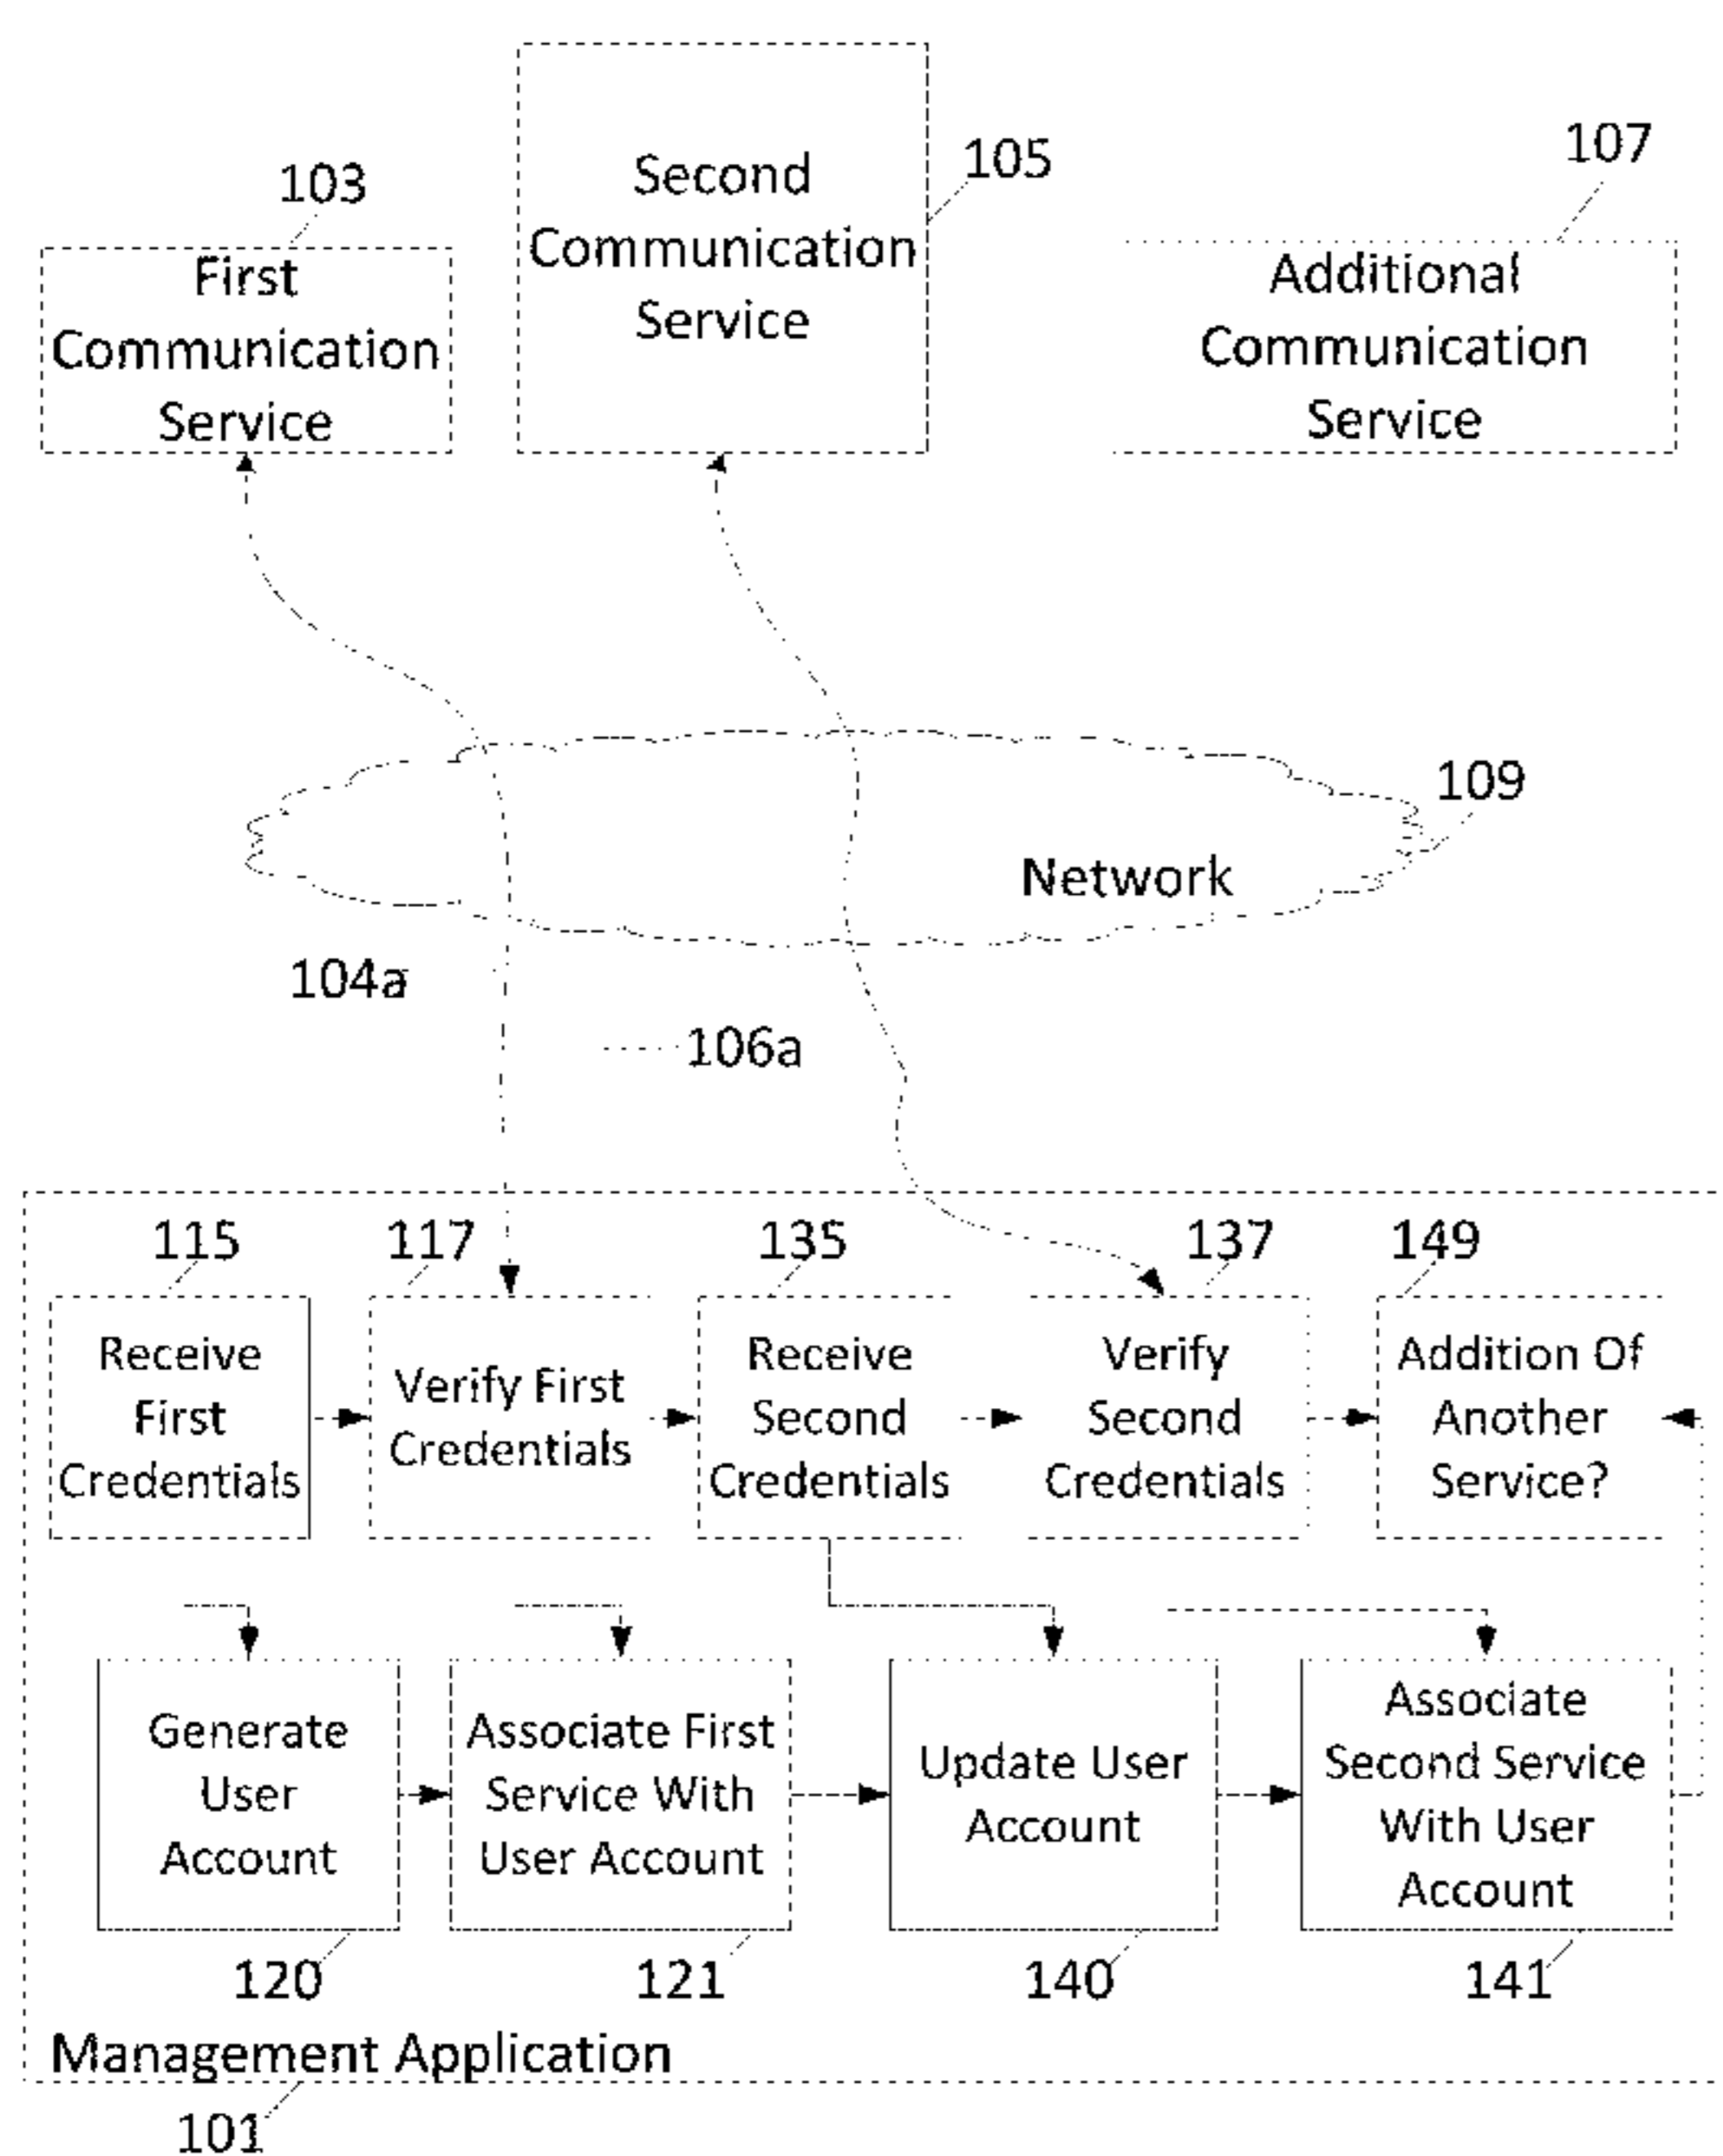 103
First
Communication
Service
Second
Communication
Service
105
107
Additional
Communication
Service
109
Network
104a
106a
115
117
135
137
149
Receive
First
Credentials
Verify First
Credentials
Receive
Second
Credentials
Verify
Second
Credentials
Addition Of
Another
Service?
Generate
User
Account
Associate First
Service With
User Account
Update User
Account
Associate
Second Service
With User
Account
120
121
140
141
Management Application
101